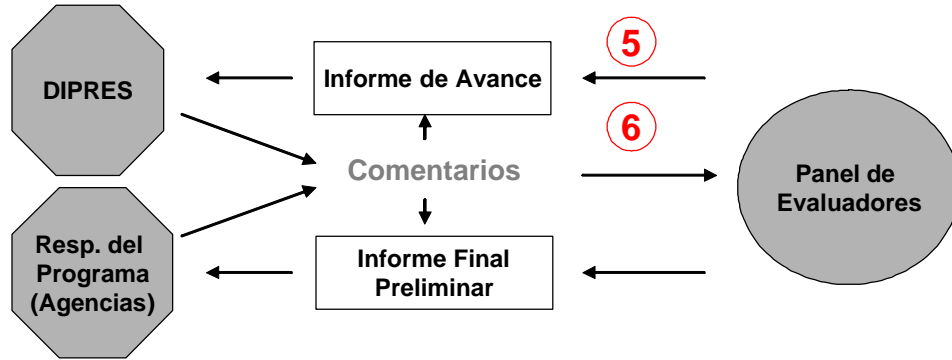 DIPRES
Informe de Avance
5
6
Comentarios
Panel de
Evaluadores
Resp. del
Programa
(Agencias)
Informe Final
Preliminar